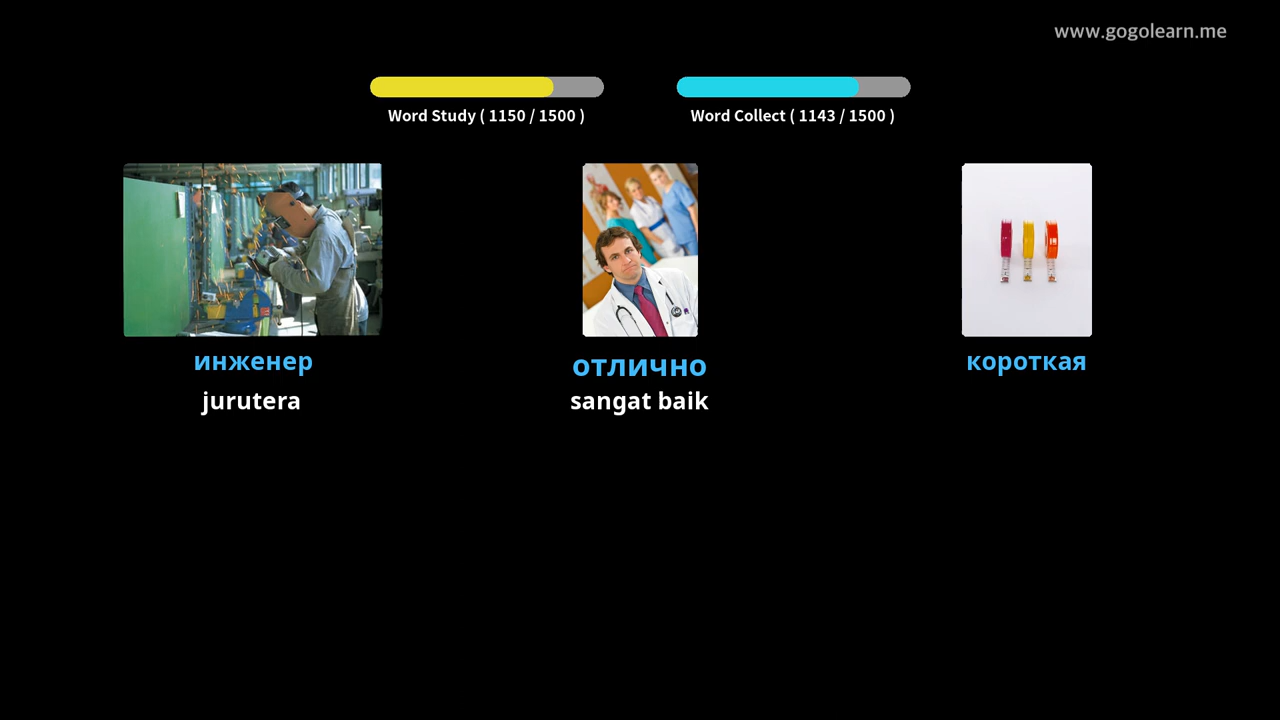 www.gogolearn.me
Word Study ( 1150 / 1500 )
Word Collect ( 1143 / 1500 )
инженер
jurutera
отлично
sangat baik
короткая